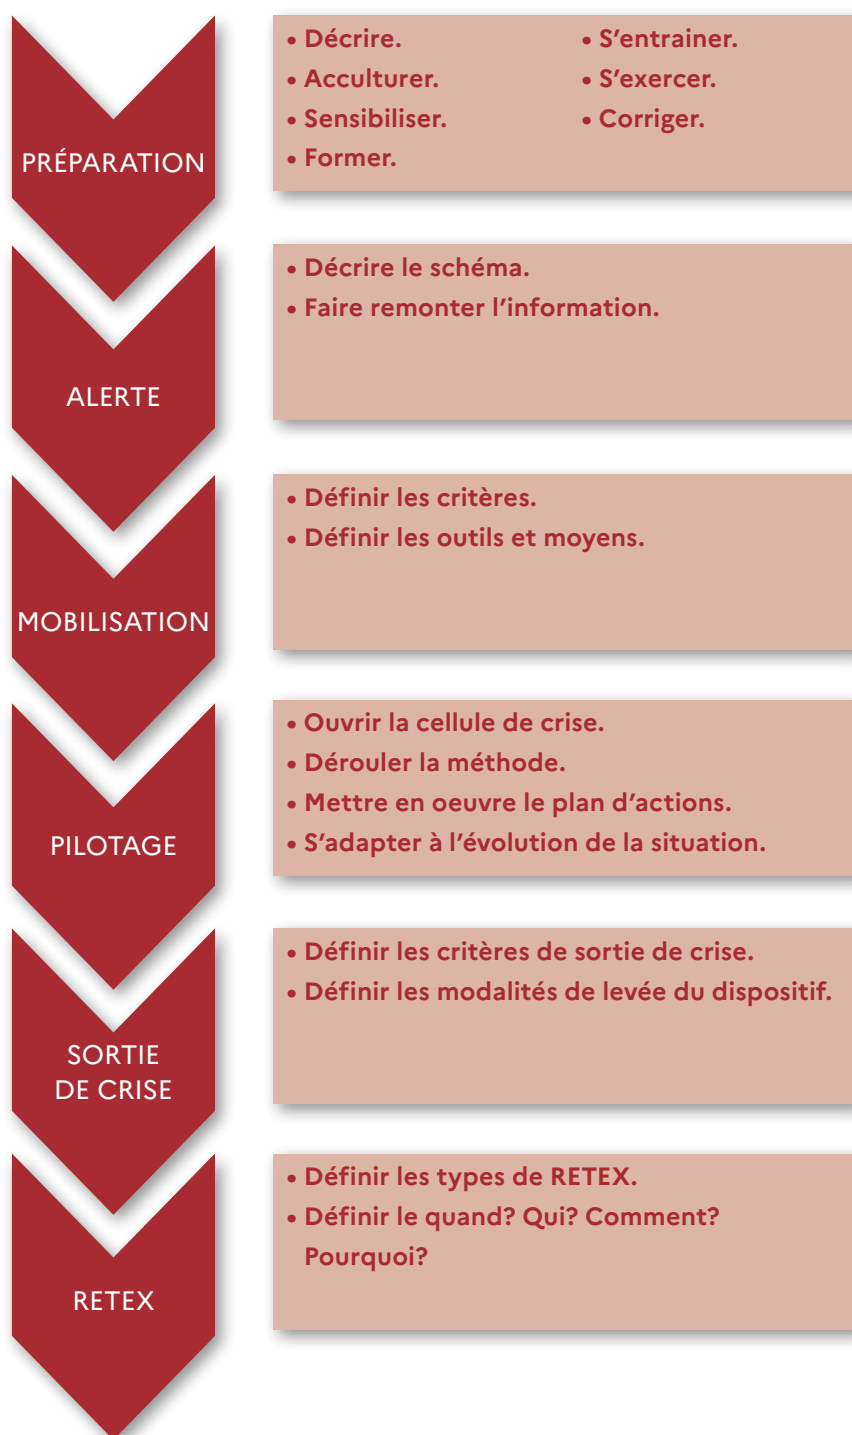 PRÉPARATION
• Décrire.
• Acculturer.
• Sensibiliser.
• Former.
• S’entrainer.
• S’exercer.
• Corriger.
ALERTE
• Décrire le schéma.
• Faire remonter l’information.
MOBILISATION
• Définir les critères.
• Définir les outils et moyens.
PILOTAGE
• Ouvrir la cellule de crise.
• Dérouler la méthode.
• Mettre en oeuvre le plan d’actions.
• S’adapter à l’évolution de la situation.
SORTIE
DE CRISE
• Définir les critères de sortie de crise.
• Définir les modalités de levée du dispositif.
RETEX
• Définir les types de RETEX.
• Définir le quand? Qui? Comment?
Pourquoi?